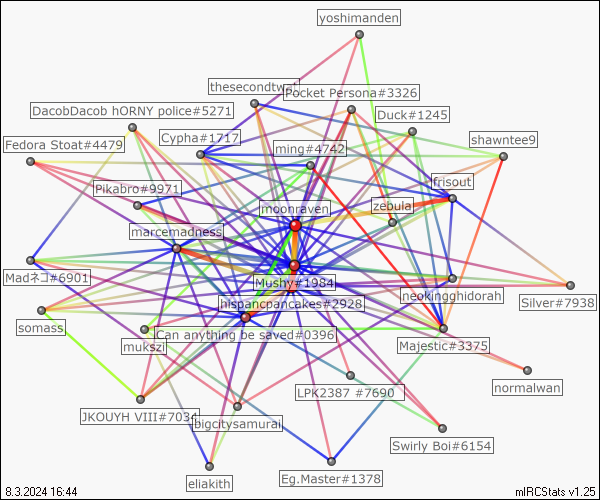 yoshimanden
thesecondtwst
Pocket Persona#3326
DacobDacob hORNY police#5271
Duck#1245
Cypha#1717
Fedora Stoat#4479
ming#4742
shawntee9
Pikabro#9971
frisout
moonraven
zebula
marcemadness
Madネコ#6901
Mushy#1984
neokingghidorah
Silver#7938
hispancpancakes#2928
somass
mukszi
Can anything be saved#0396
Majestic#3375
normalwan
LPK2387 #7690
JKOUYH VIII#7034
bigcitysamurai
Swirly Boi#6154
eliakith
Eg.Master#1378
8.3.2024 16:44
mIRCStats v1.25